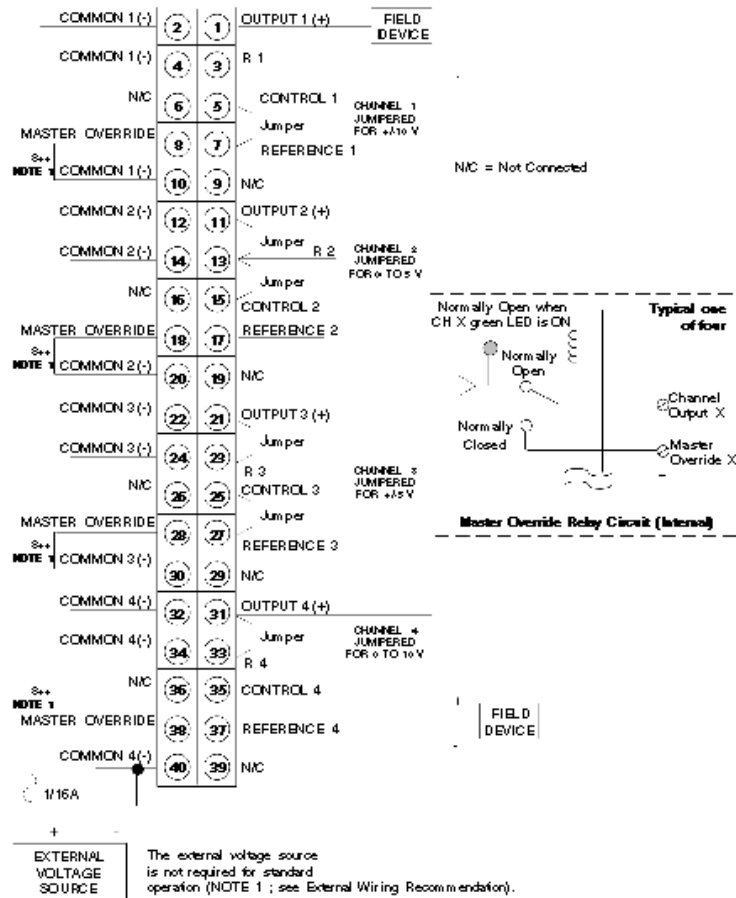 COMMON 1(-) 2 1 OUTPUT 1 (+) FIELD DEVICE
COMMON 1(-) 4 3 R 1
N/C 6 5 CONTROL 1
CHANNEL 1
JUMPERED
FOR +/-10 V
Jumper
MASTER OVERRIDE 8 7 REFERENCE 1
S++
NOTE 1 COMMON 1(-) 10 9 N/C
N/C = Not Connected
COMMON 2(-) 12 11 OUTPUT 2 (+)
Jumper
COMMON 2(-) 14 13 R 2
CHANNEL 2
JUMPERED
FOR 0 TO 5 V
Jumper
N/C 16 15 CONTROL 2
MASTER OVERRIDE 18 17 REFERENCE 2
S++
NOTE 1 COMMON 2(-) 20 19 N/C
Normally Open when
CH X green LED is ON
Typical one
of four
Normally
Open
Channel
Output X
Normally
Closed
Master
Override X
Master Override Relay Circuit (Internal)
COMMON 3(-) 22 21 OUTPUT 3 (+)
Jumper
COMMON 3(-) 24 23 R 3
CHANNEL 3
JUMPERED
FOR +/-5 V
N/C 26 25 CONTROL 3
Jumper
MASTER OVERRIDE 28 27 REFERENCE 3
S++
NOTE 1 COMMON 3(-) 30 29 N/C
COMMON 4(-) 32 31 OUTPUT 4 (+)
Jumper
CHANNEL 4
JUMPERED
FOR 0 TO 10 V
COMMON 4(-) 34 33 R 4
N/C 36 35 CONTROL 4
S++
NOTE 1
MASTER OVERRIDE 38 37 REFERENCE 4
FIELD
DEVICE
COMMON 4(-) 40 39 N/C
1/16A
+ -
EXTERNAL
VOLTAGE
SOURCE
The external voltage source
is not required for standard
operation (NOTE 1 ; see External Wiring Recommendation).